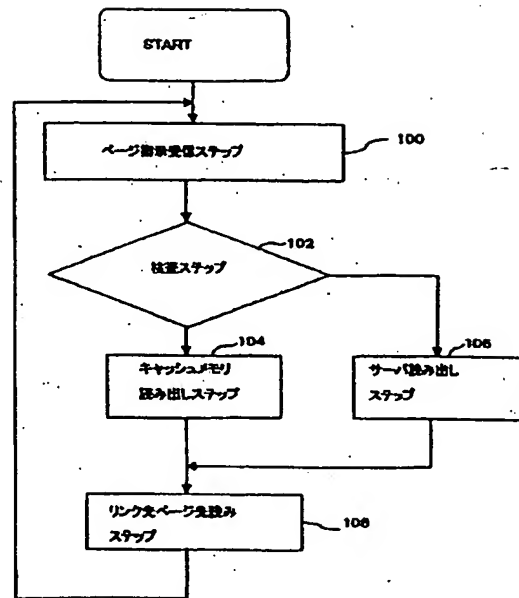 START
ページ指示受信ステップ
100
102
検査ステップ
104
キャッシュメモリ
読み出しステップ
106
サーバ読み出し
ステップ
リンク先ページ先読み
ステップ
108